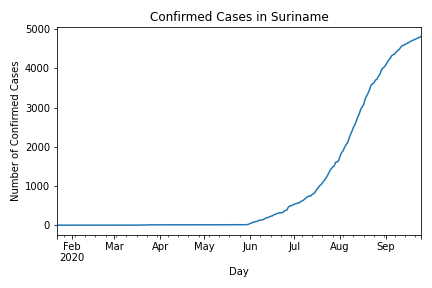 Confirmed Cases in Suriname
5000
4000
3000
2000
1000
0
Number of Confirmed Cases
Feb Mar Apr May Jun Jul Aug Sep
2020
Day